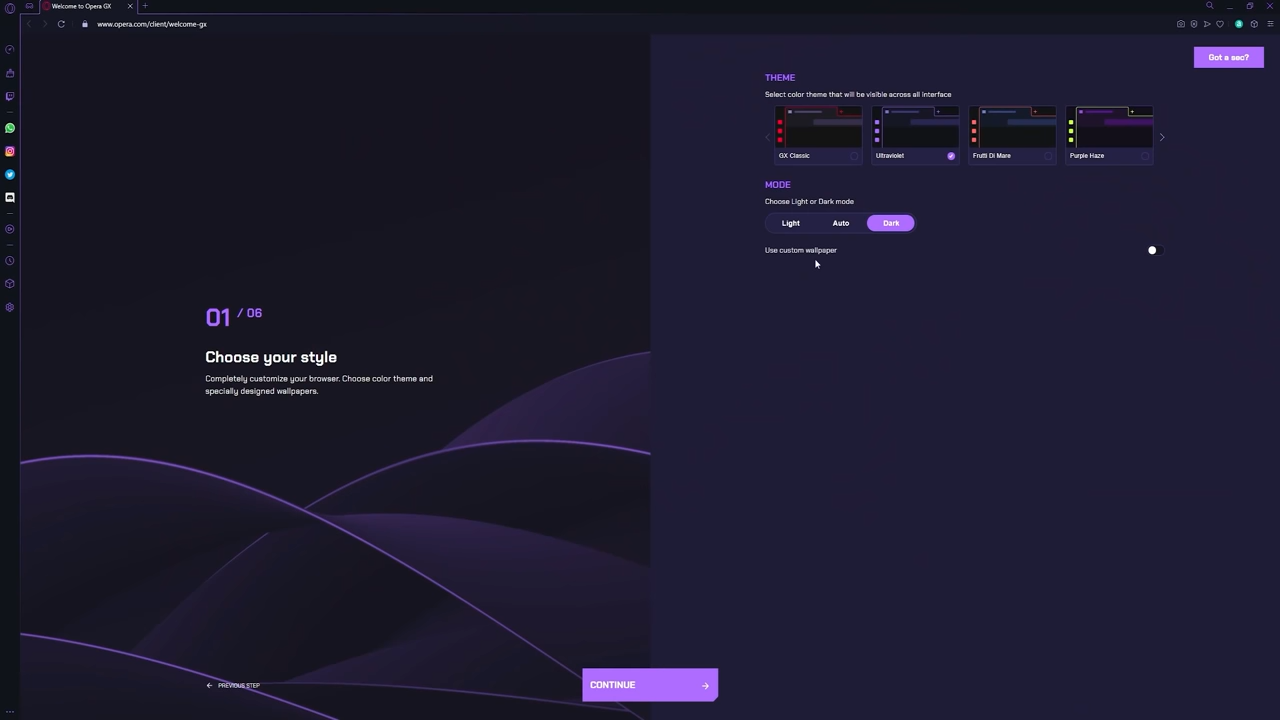 Welcome to Opera GX
www.opera.com/client/welcome-gx
Got a sec?
THEME
Select color theme that will be visible across all interface
GX Classic
Ultraviolet
Frutti Di Mare
Purple Haze
MODE
Choose Light or Dark mode
Light Auto Dark
Use custom wallpaper
01 / 06
Choose your style
Completely customize your browser. Choose color theme and
specially designed wallpapers.
PREVIOUS STEP
CONTINUE